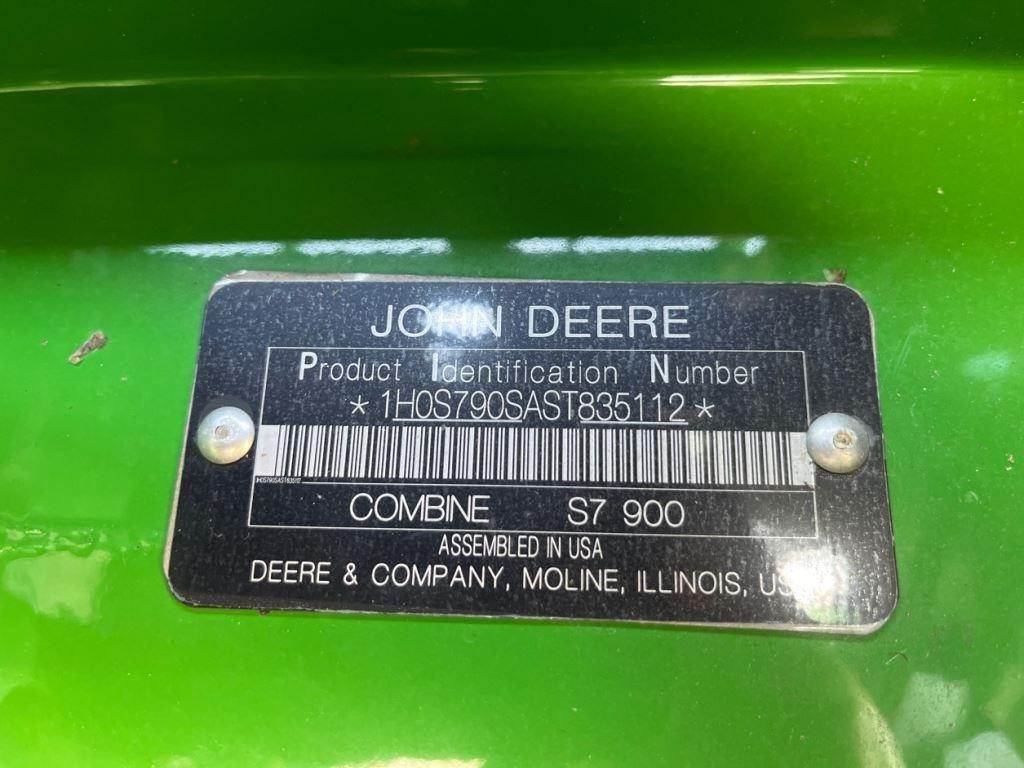 JOHN DEERE
Product Identification Number
*1H0S790SAST835112*
COMBINE S7 900
ASSEMBLED IN USA
DEERE & COMPANY, MOLINE, ILLINOIS,